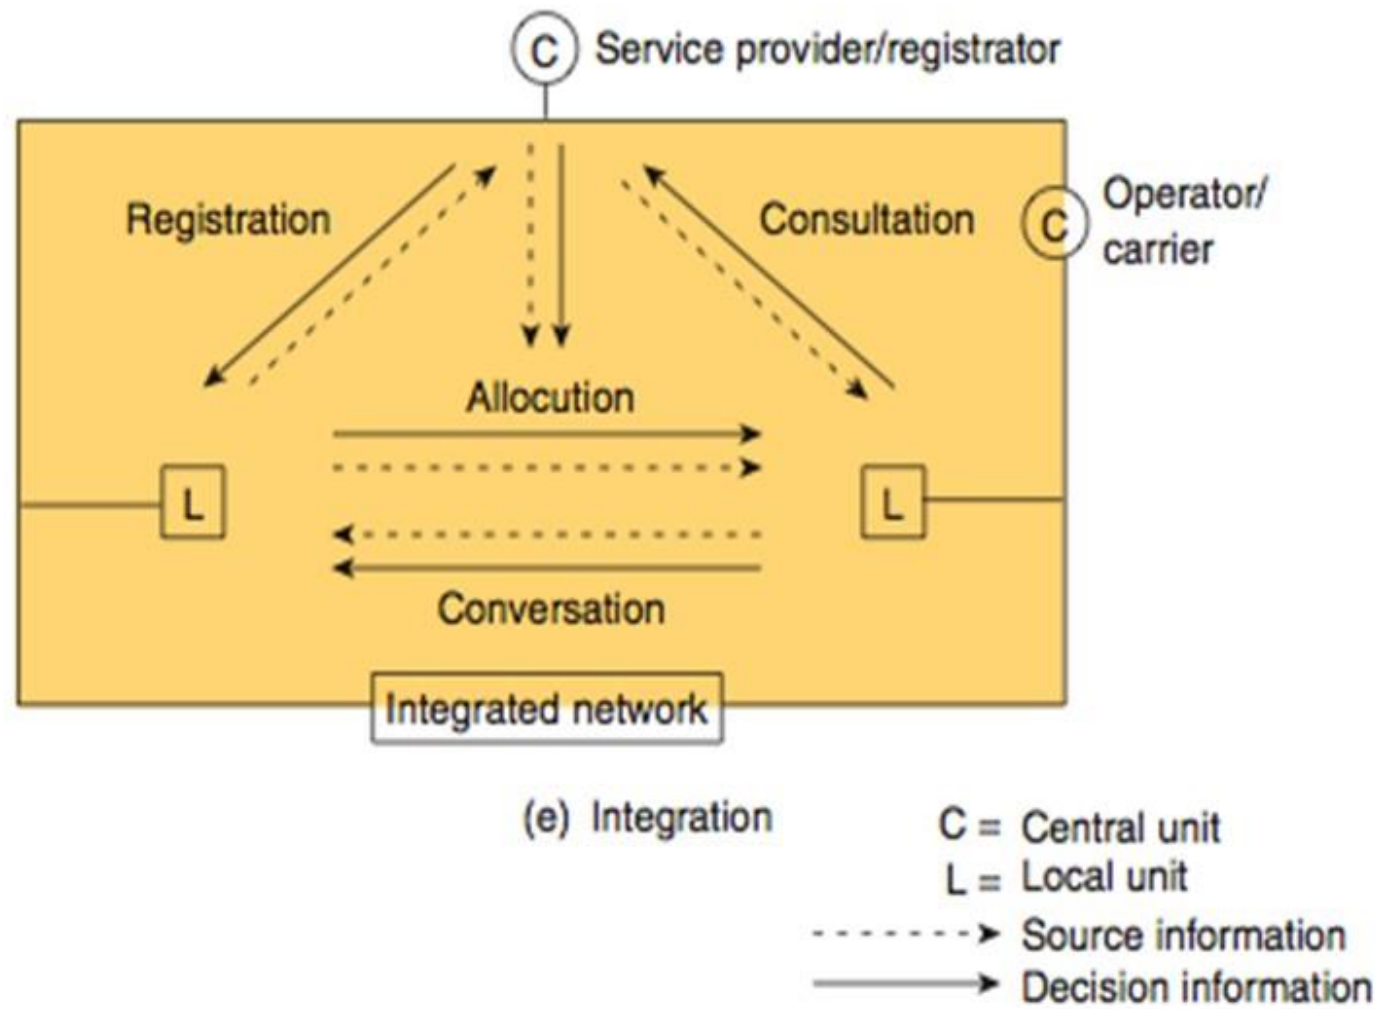 C Service provider/registrator
Registration
Consultation
C
Operator/
carrier
Allocution
L
L
Conversation
Integrated network
(e) Integration
C = Central unit
L = Local unit
Source information
Decision information